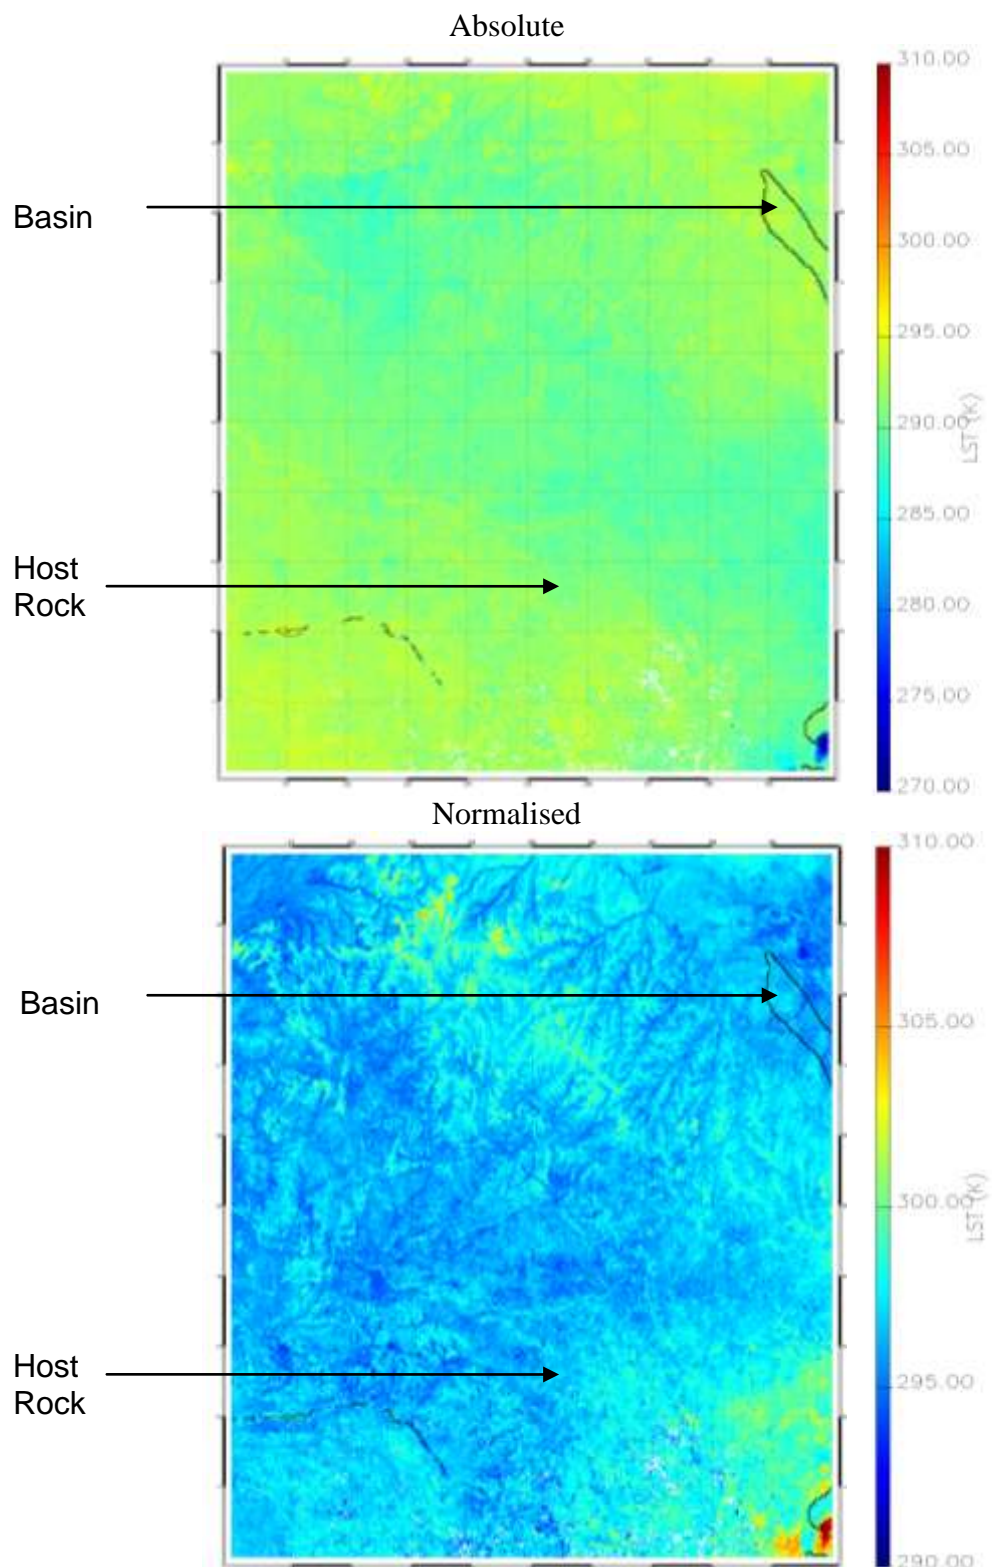 Absolute
310.00
305.00
Basin
300.00
295.00
290.00
LST (K)
285.00
Host
Rock
280.00
275.00
270.00
Normalised
310.00
Basin
305.00
300.00
LST (K)
Host
Rock
295.00
290.00